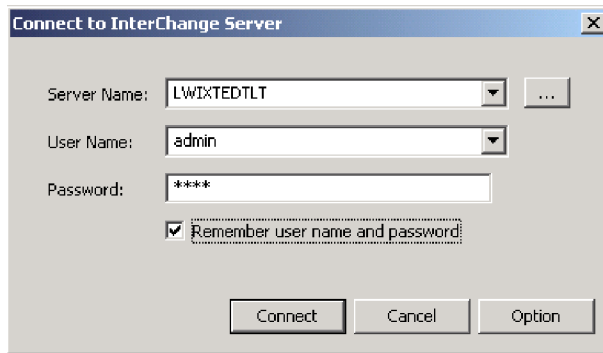 Connect to InterChange Server
Server Name: LWIXTEDTLT ...
User Name: admin
Password: ****
Remember user name and password
Connect Cancel Option